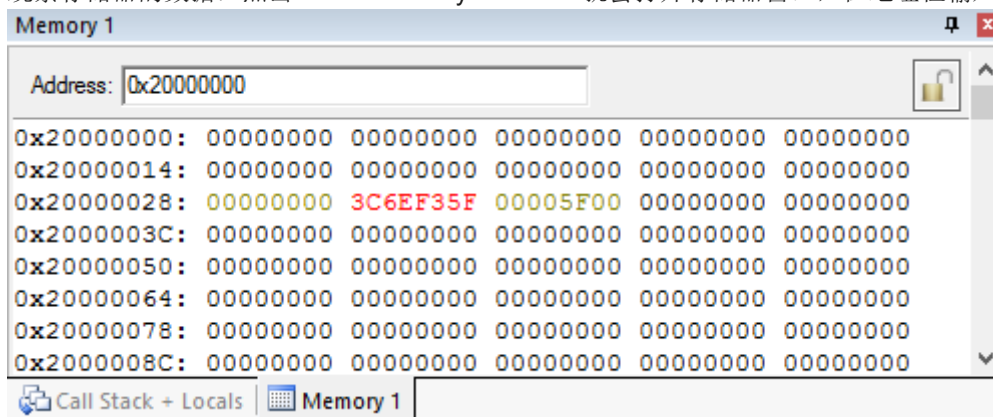 Memory 1
Address: 0x20000000
0x20000000: 00000000 00000000 00000000 00000000 00000000
0x20000014: 00000000 00000000 00000000 00000000 00000000
0x20000028: 00000000 3C6EF35F 00005F00 00000000 00000000
0x2000003C: 00000000 00000000 00000000 00000000 00000000
0x20000050: 00000000 00000000 00000000 00000000 00000000
0x20000064: 00000000 00000000 00000000 00000000 00000000
0x20000078: 00000000 00000000 00000000 00000000 00000000
0x2000008C: 00000000 00000000 00000000 00000000 00000000
Call Stack + Locals Memory 1